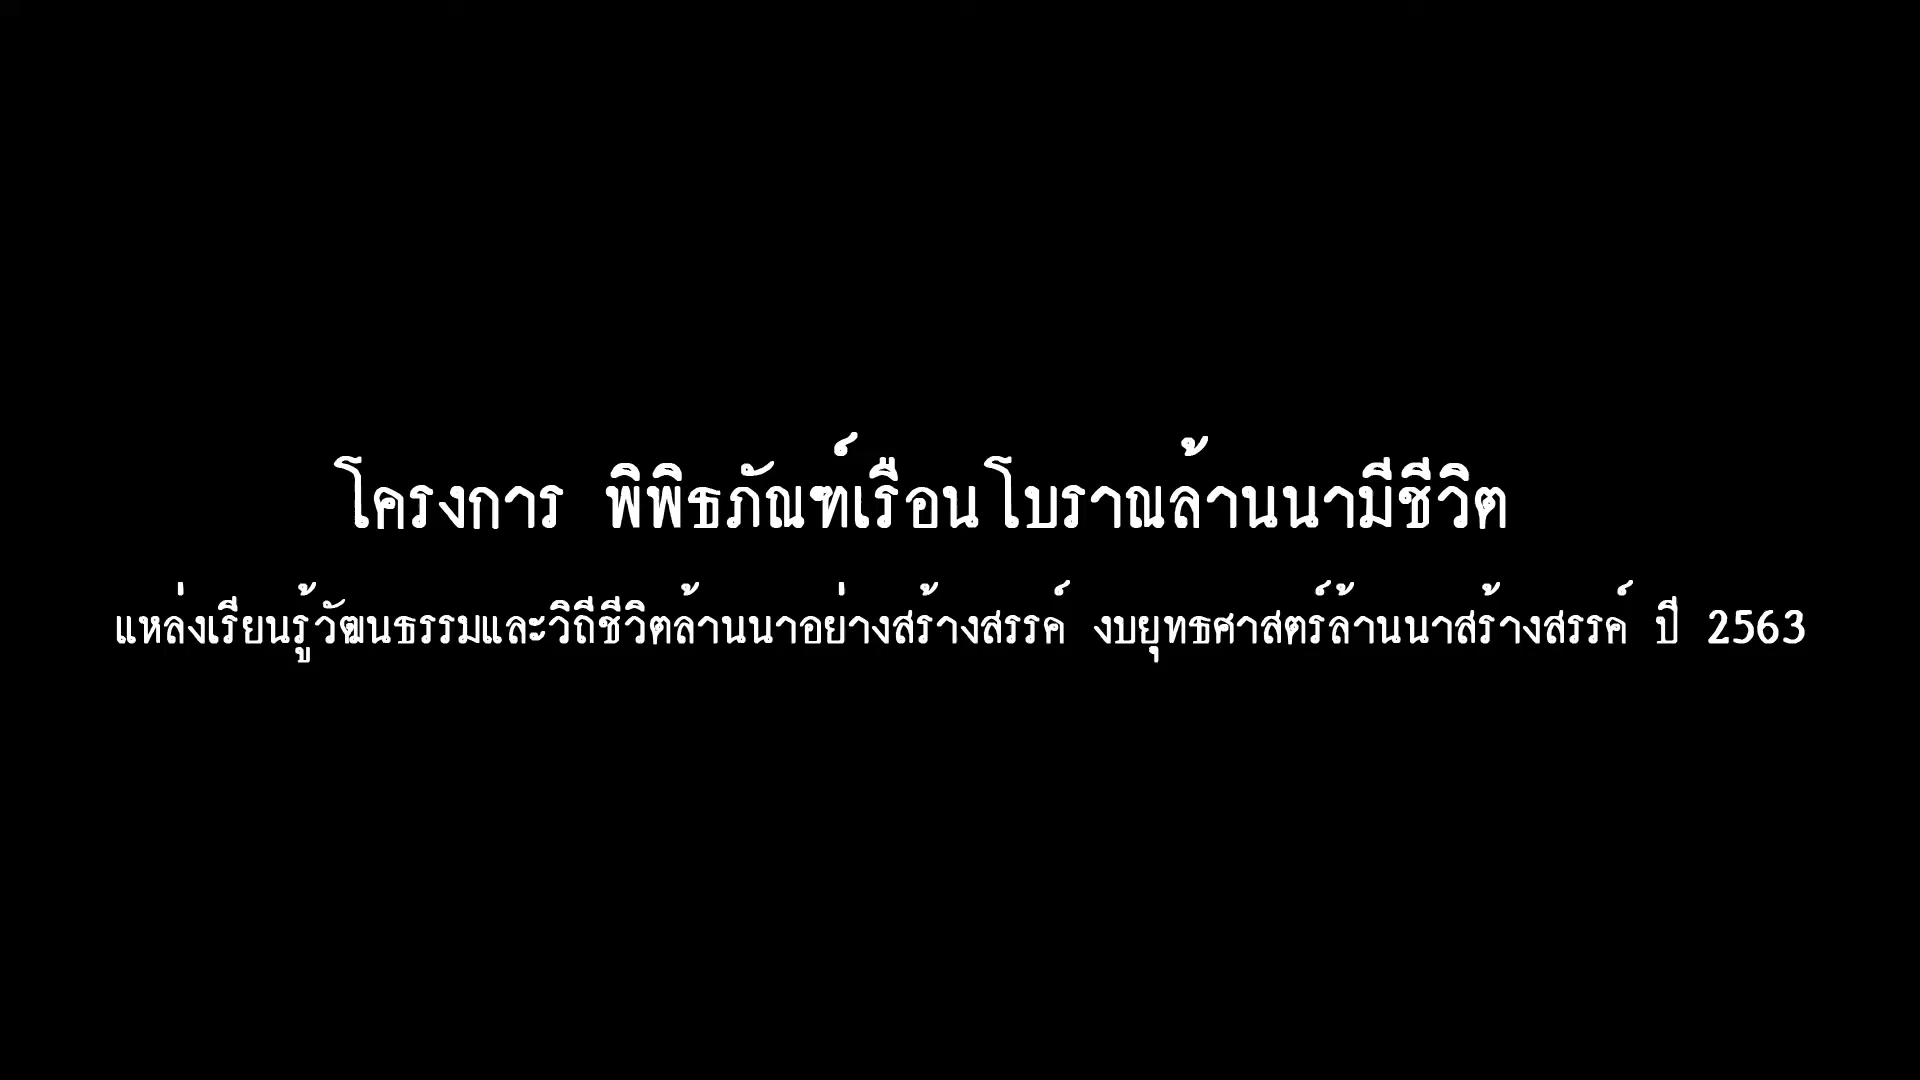 โครงการ พิพิธภัณฑ์เรือนโบราณล้านนามีชีวิต
แหล่งเรียนรู้วัฒนธรรมและวิถีชีวิตล้านนาอย่างสร้างสรรค์ งบยุทธศาสตร์ล้านนาสร้างสรรค์ ปี 2563